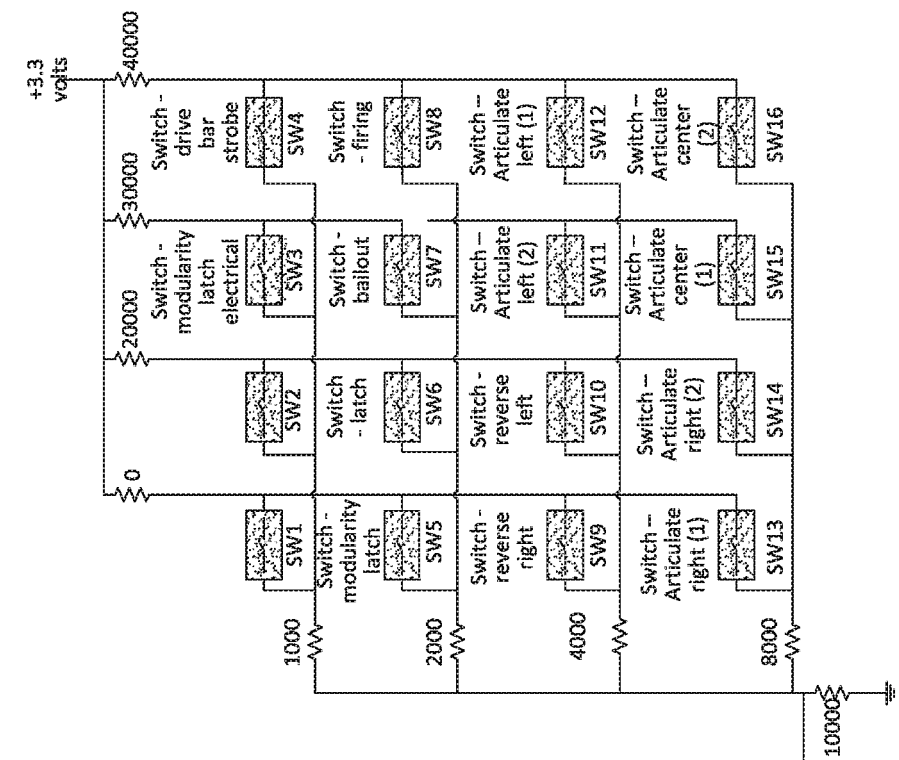 +3.3
volts
40000
30000
20000
0
Switch -
drive
bar
strobe
SW4
Switch
- firing
SW8
Switch –
Articulate
left (1)
SW12
Switch –
Articulate
center
(2)
SW16
Switch -
modularity
latch
electrical
SW3
Switch -
bailout
SW7
Switch –
Articulate
left (2)
SW11
Switch –
Articulate
center
(1)
SW15
SW2
Switch
- latch
SW6
Switch -
reverse
left
SW10
Switch –
Articulate
right (2)
SW14
SW1
Switch -
modularity
latch
SW5
Switch -
reverse
right
SW9
Switch –
Articulate
right (1)
SW13
1000
2000
4000
8000
10000